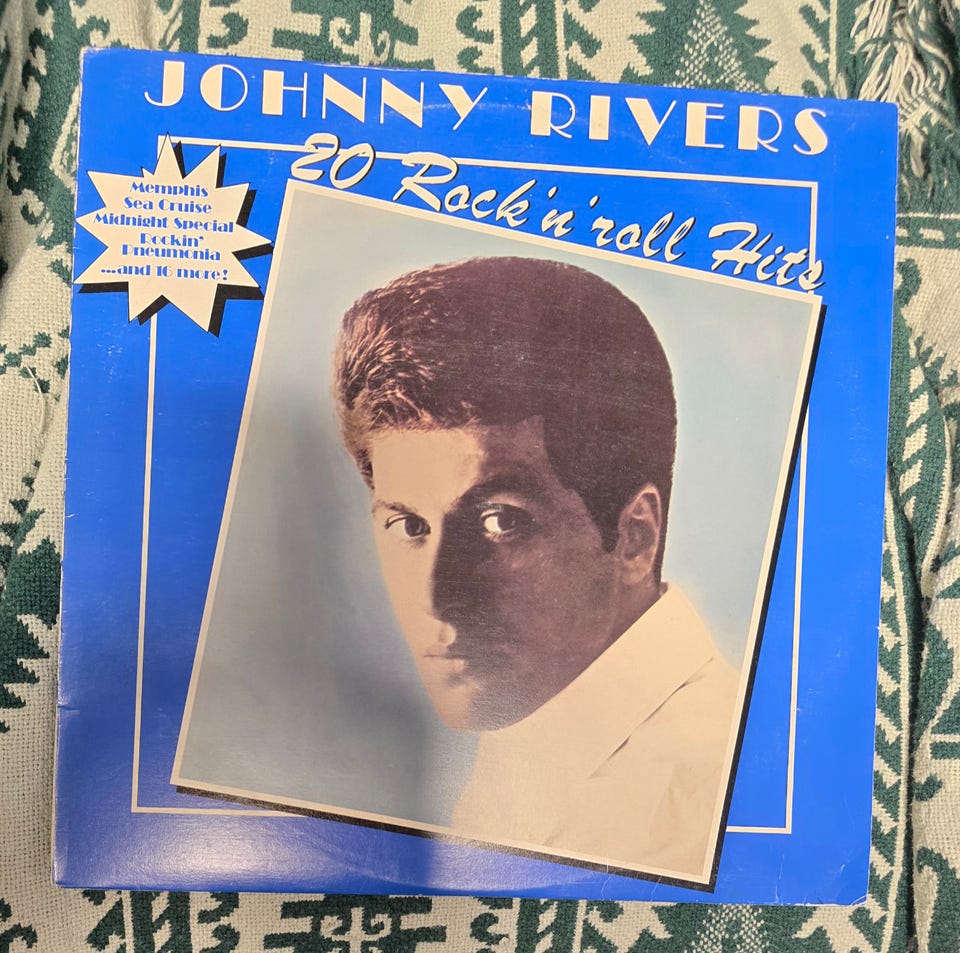 JOHNNY RIVERS
20 Rock 'n' roll Hits
Memphis
Sea Cruise
Midnight Special
Rockin'
Pneumonia
...and 16 more!